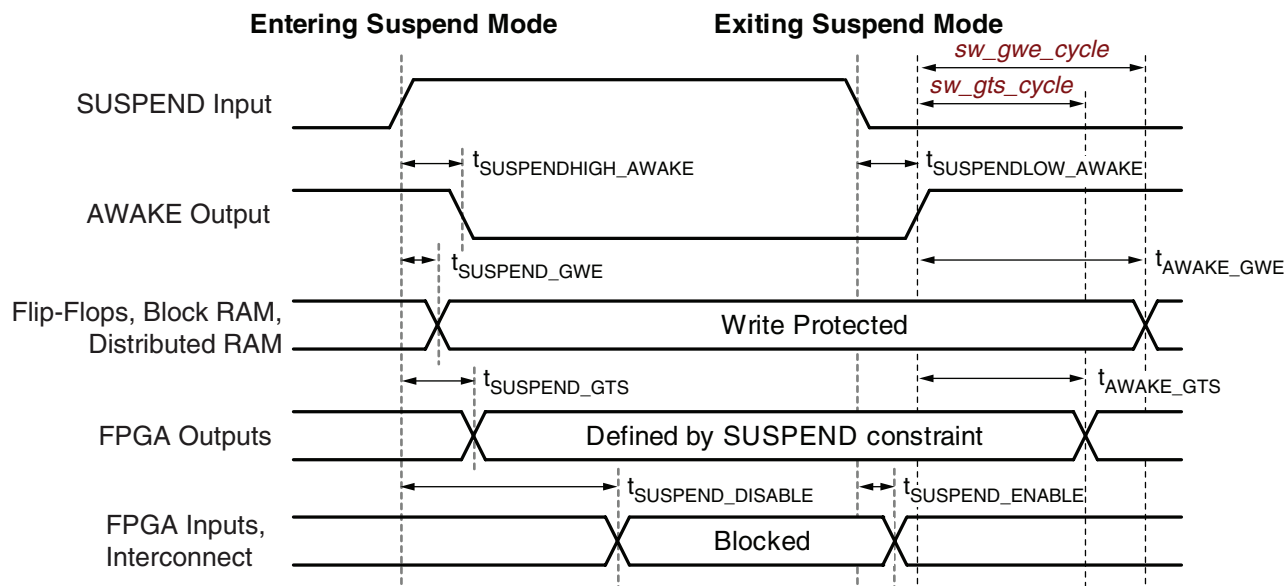 Entering Suspend Mode
Exiting Suspend Mode
sw_gwe_cycle
sw_gts_cycle
SUSPEND Input
tSUSPENDHIGH_AWAKE
tSUSPENDLOW_AWAKE
AWAKE Output
tSUSPEND_GWE
tAWAKE_GWE
Flip-Flops, Block RAM,
Distributed RAM
Write Protected
tSUSPEND_GTS
tAWAKE_GTS
FPGA Outputs
Defined by SUSPEND constraint
tSUSPEND_DISABLE
tSUSPEND_ENABLE
FPGA Inputs,
Interconnect
Blocked